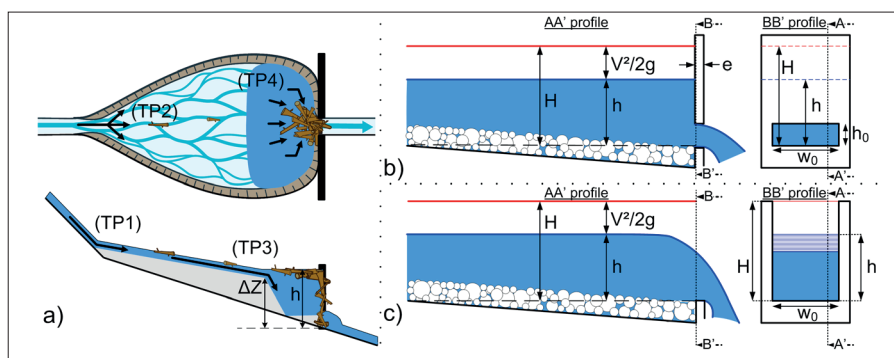 (TP4)
(TP2)
(TP1)
(TP3)
ΔZ
h
a)
AA' profile
B
BB' profile
A
V²/2g
e
H
h
H
h
h₀
w₀
b)
B'
A'
AA' profile
B
BB' profile
A
V²/2g
H
h
H
h
w₀
c)
B'
A'